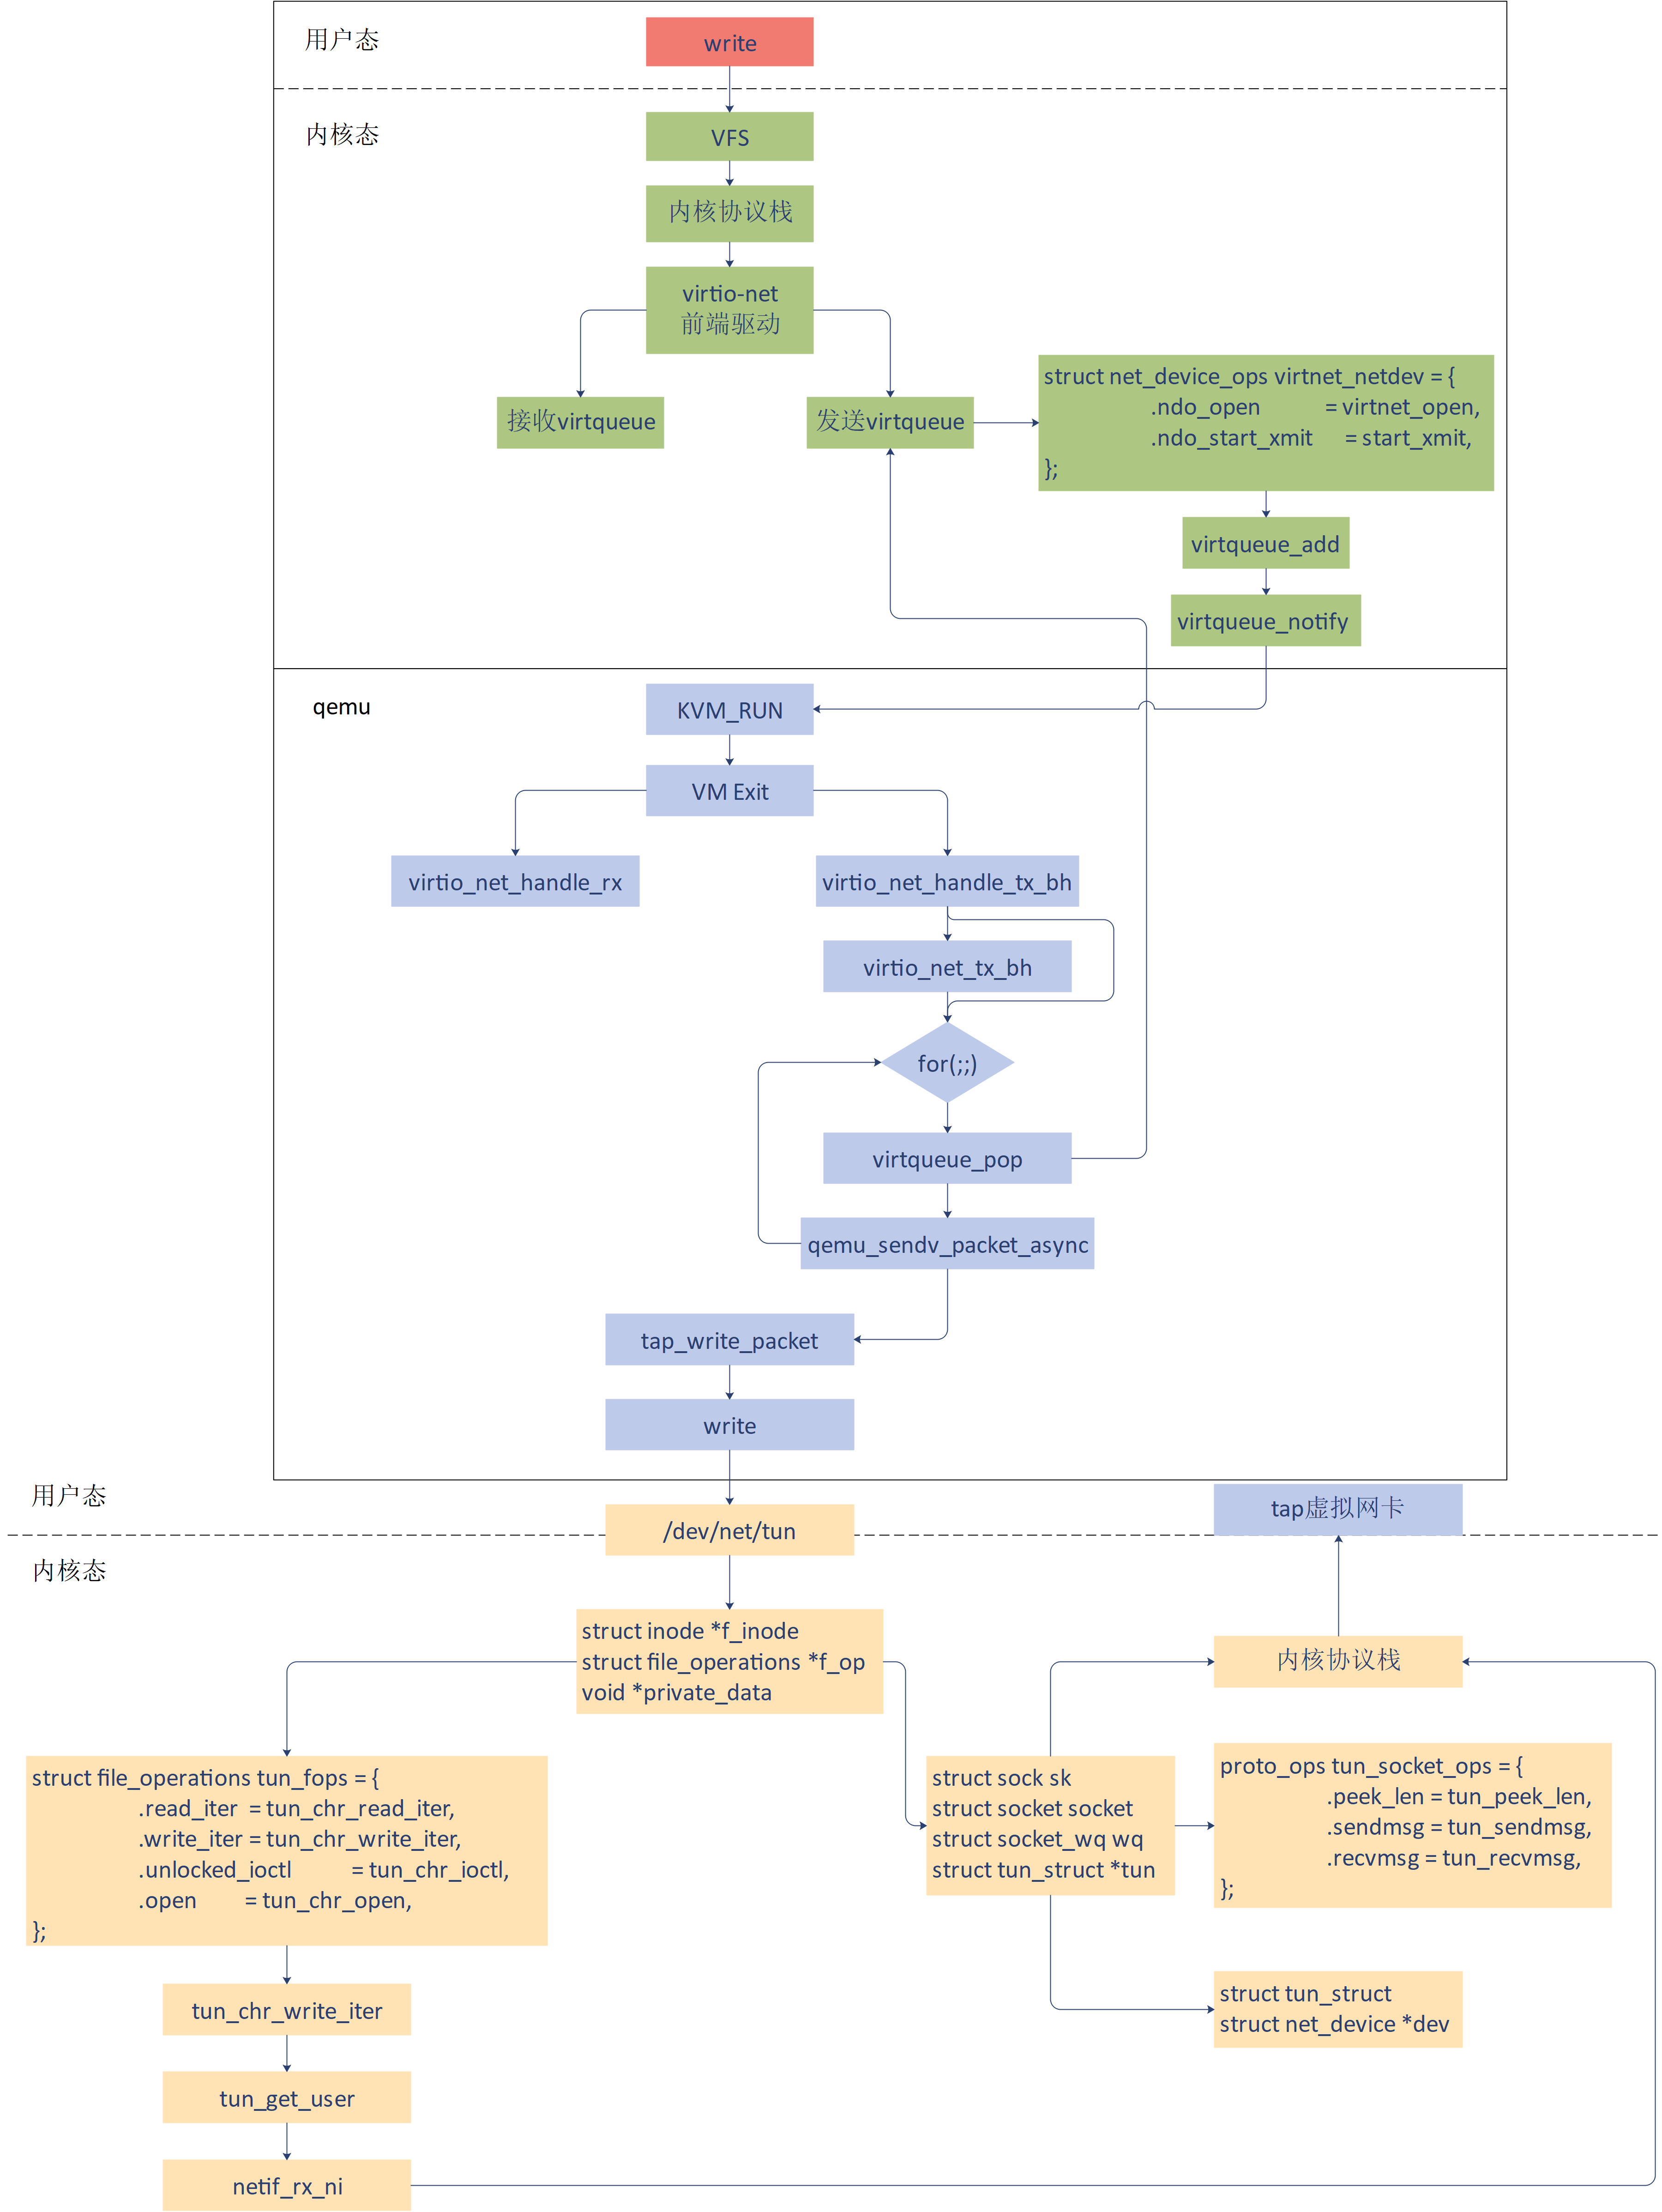 用户态
write
内核态
VFS
内核协议栈
virtio-net
前端驱动
接收virtqueue
发送virtqueue
struct net_device_ops virtnet_netdev = {
.ndo_open = virtnet_open,
.ndo_start_xmit = start_xmit,
};
virtqueue_add
virtqueue_notify
qemu
KVM_RUN
VM Exit
virtio_net_handle_rx
virtio_net_handle_tx_bh
virtio_net_tx_bh
for(;;)
virtqueue_pop
qemu_sendv_packet_async
tap_write_packet
write
用户态
/dev/net/tun
tap虚拟网卡
内核态
struct inode *f_inode
struct file_operations *f_op
void *private_data
内核协议栈
struct file_operations tun_fops = {
.read_iter = tun_chr_read_iter,
.write_iter = tun_chr_write_iter,
.unlocked_ioctl = tun_chr_ioctl,
.open = tun_chr_open,
};
struct sock sk
struct socket socket
struct socket_wq wq
struct tun_struct *tun
proto_ops tun_socket_ops = {
.peek_len = tun_peek_len,
.sendmsg = tun_sendmsg,
.recvmsg = tun_recvmsg,
};
struct tun_struct
struct net_device *dev
tun_chr_write_iter
tun_get_user
netif_rx_ni